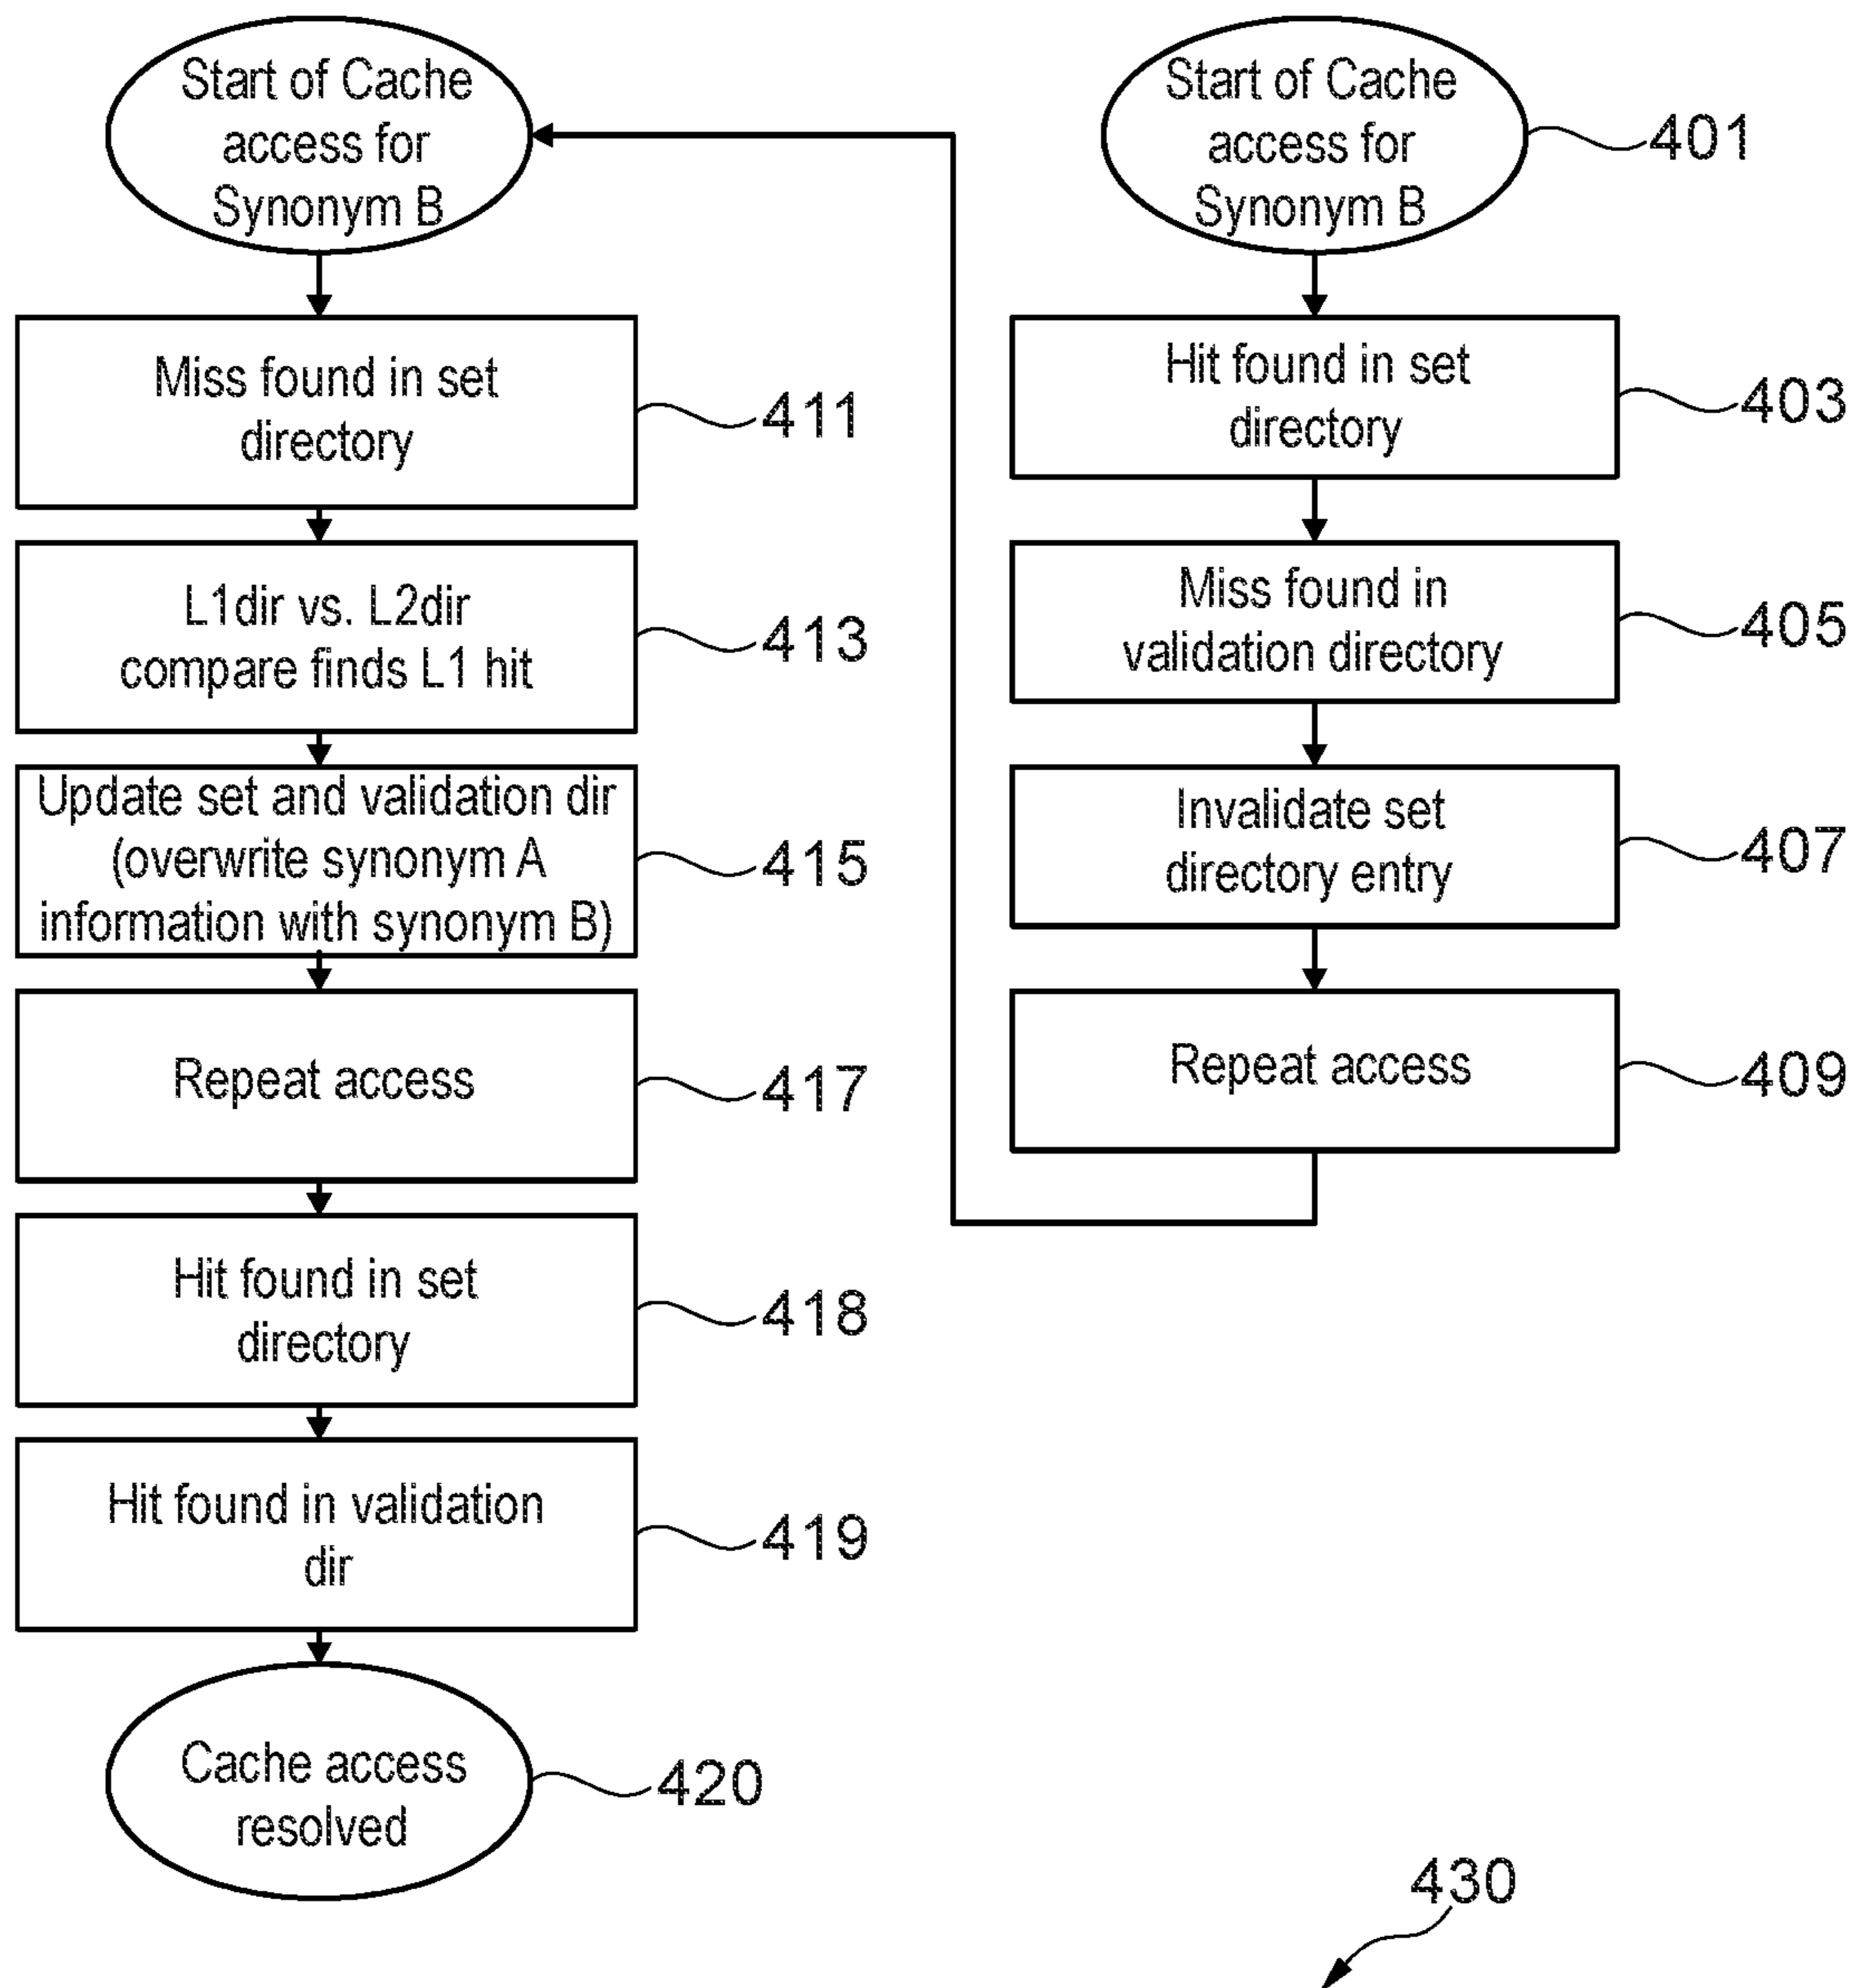 Start of Cache
access for
Synonym B
Miss found in set
directory
411
L1dir vs. L2dir
compare finds L1 hit
413
Update set and validation dir
(overwrite synonym A
information with synonym B)
415
Repeat access
417
Hit found in set
directory
418
Hit found in validation
dir
419
Cache access
resolved
420
Start of Cache
access for
Synonym B
401
Hit found in set
directory
403
Miss found in
validation directory
405
Invalidate set
directory entry
407
Repeat access
409
430